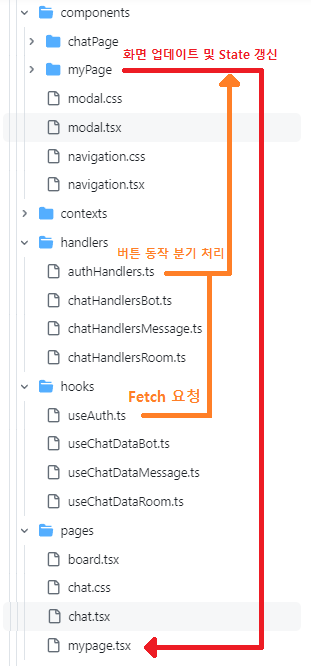 components
chatPage
myPage
화면 업데이트 및 State 갱신
modal.css
modal.tsx
navigation.css
navigation.tsx
contexts
handlers
버튼 동작 분기 처리
authHandlers.ts
chatHandlersBot.ts
chatHandlersMessage.ts
chatHandlersRoom.ts
hooks
Fetch 요청
useAuth.ts
useChatDataBot.ts
useChatDataMessage.ts
useChatDataRoom.ts
pages
board.tsx
chat.css
chat.tsx
mypage.tsx